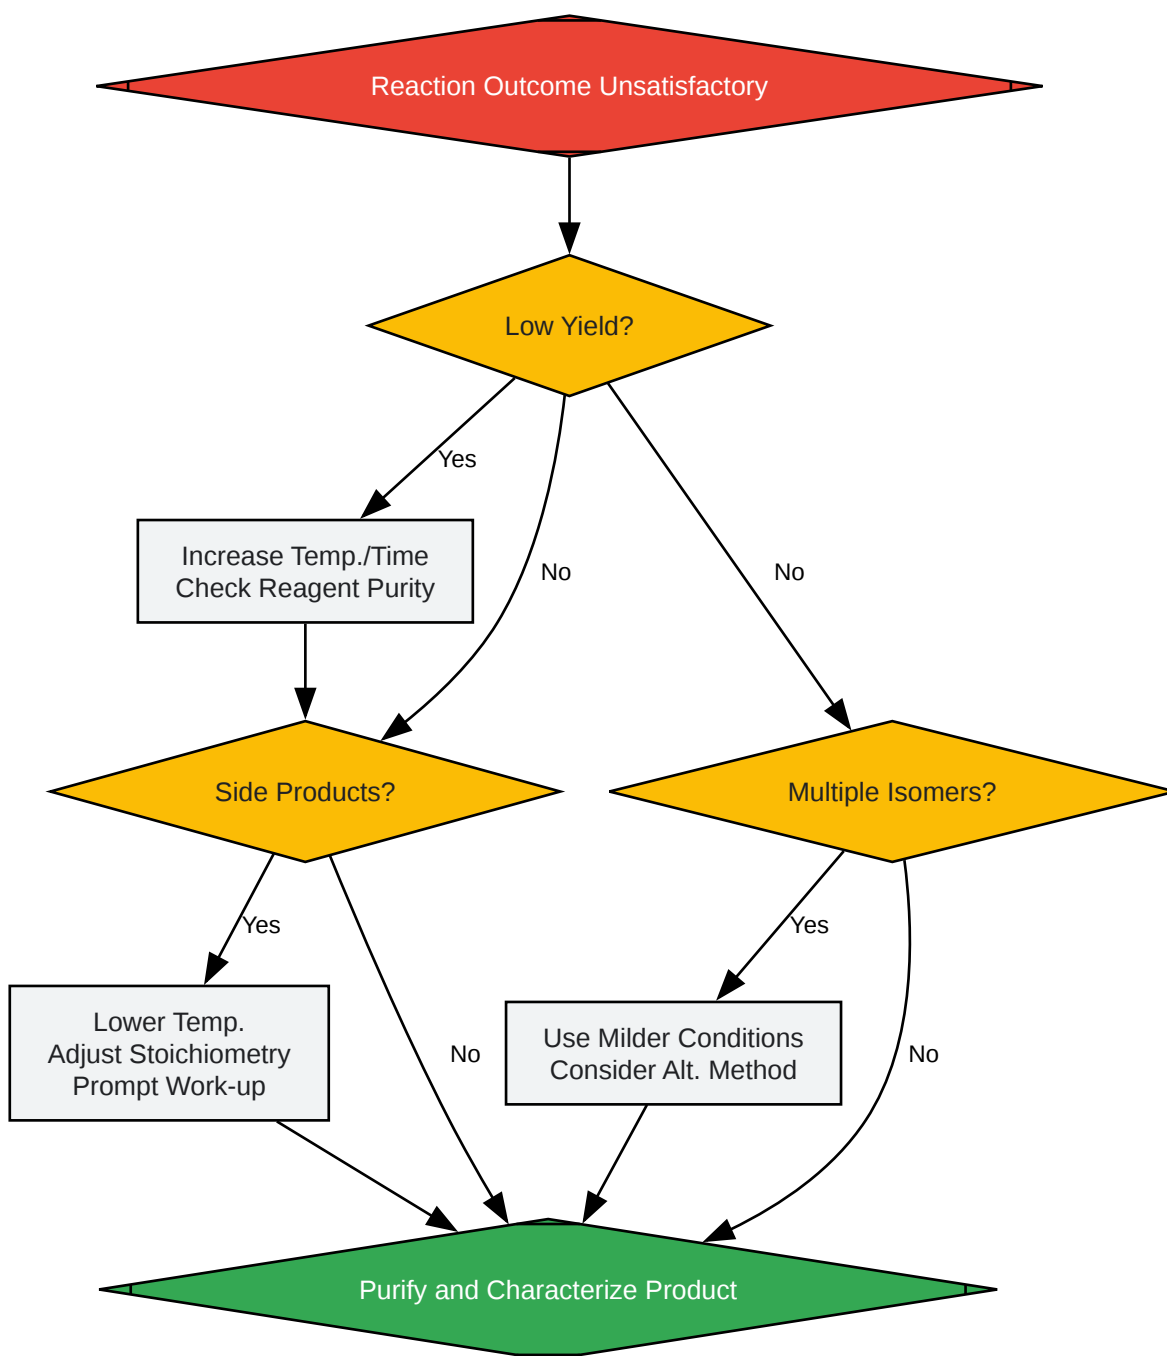 Reaction Outcome Unsatisfactory
Low Yield?
Yes
Increase Temp./Time
Check Reagent Purity
No
No
Side Products?
Multiple Isomers?
Yes
Yes
Lower Temp.
Adjust Stoichiometry
Prompt Work-up
No
Use Milder Conditions
Consider Alt. Method
No
Purify and Characterize Product